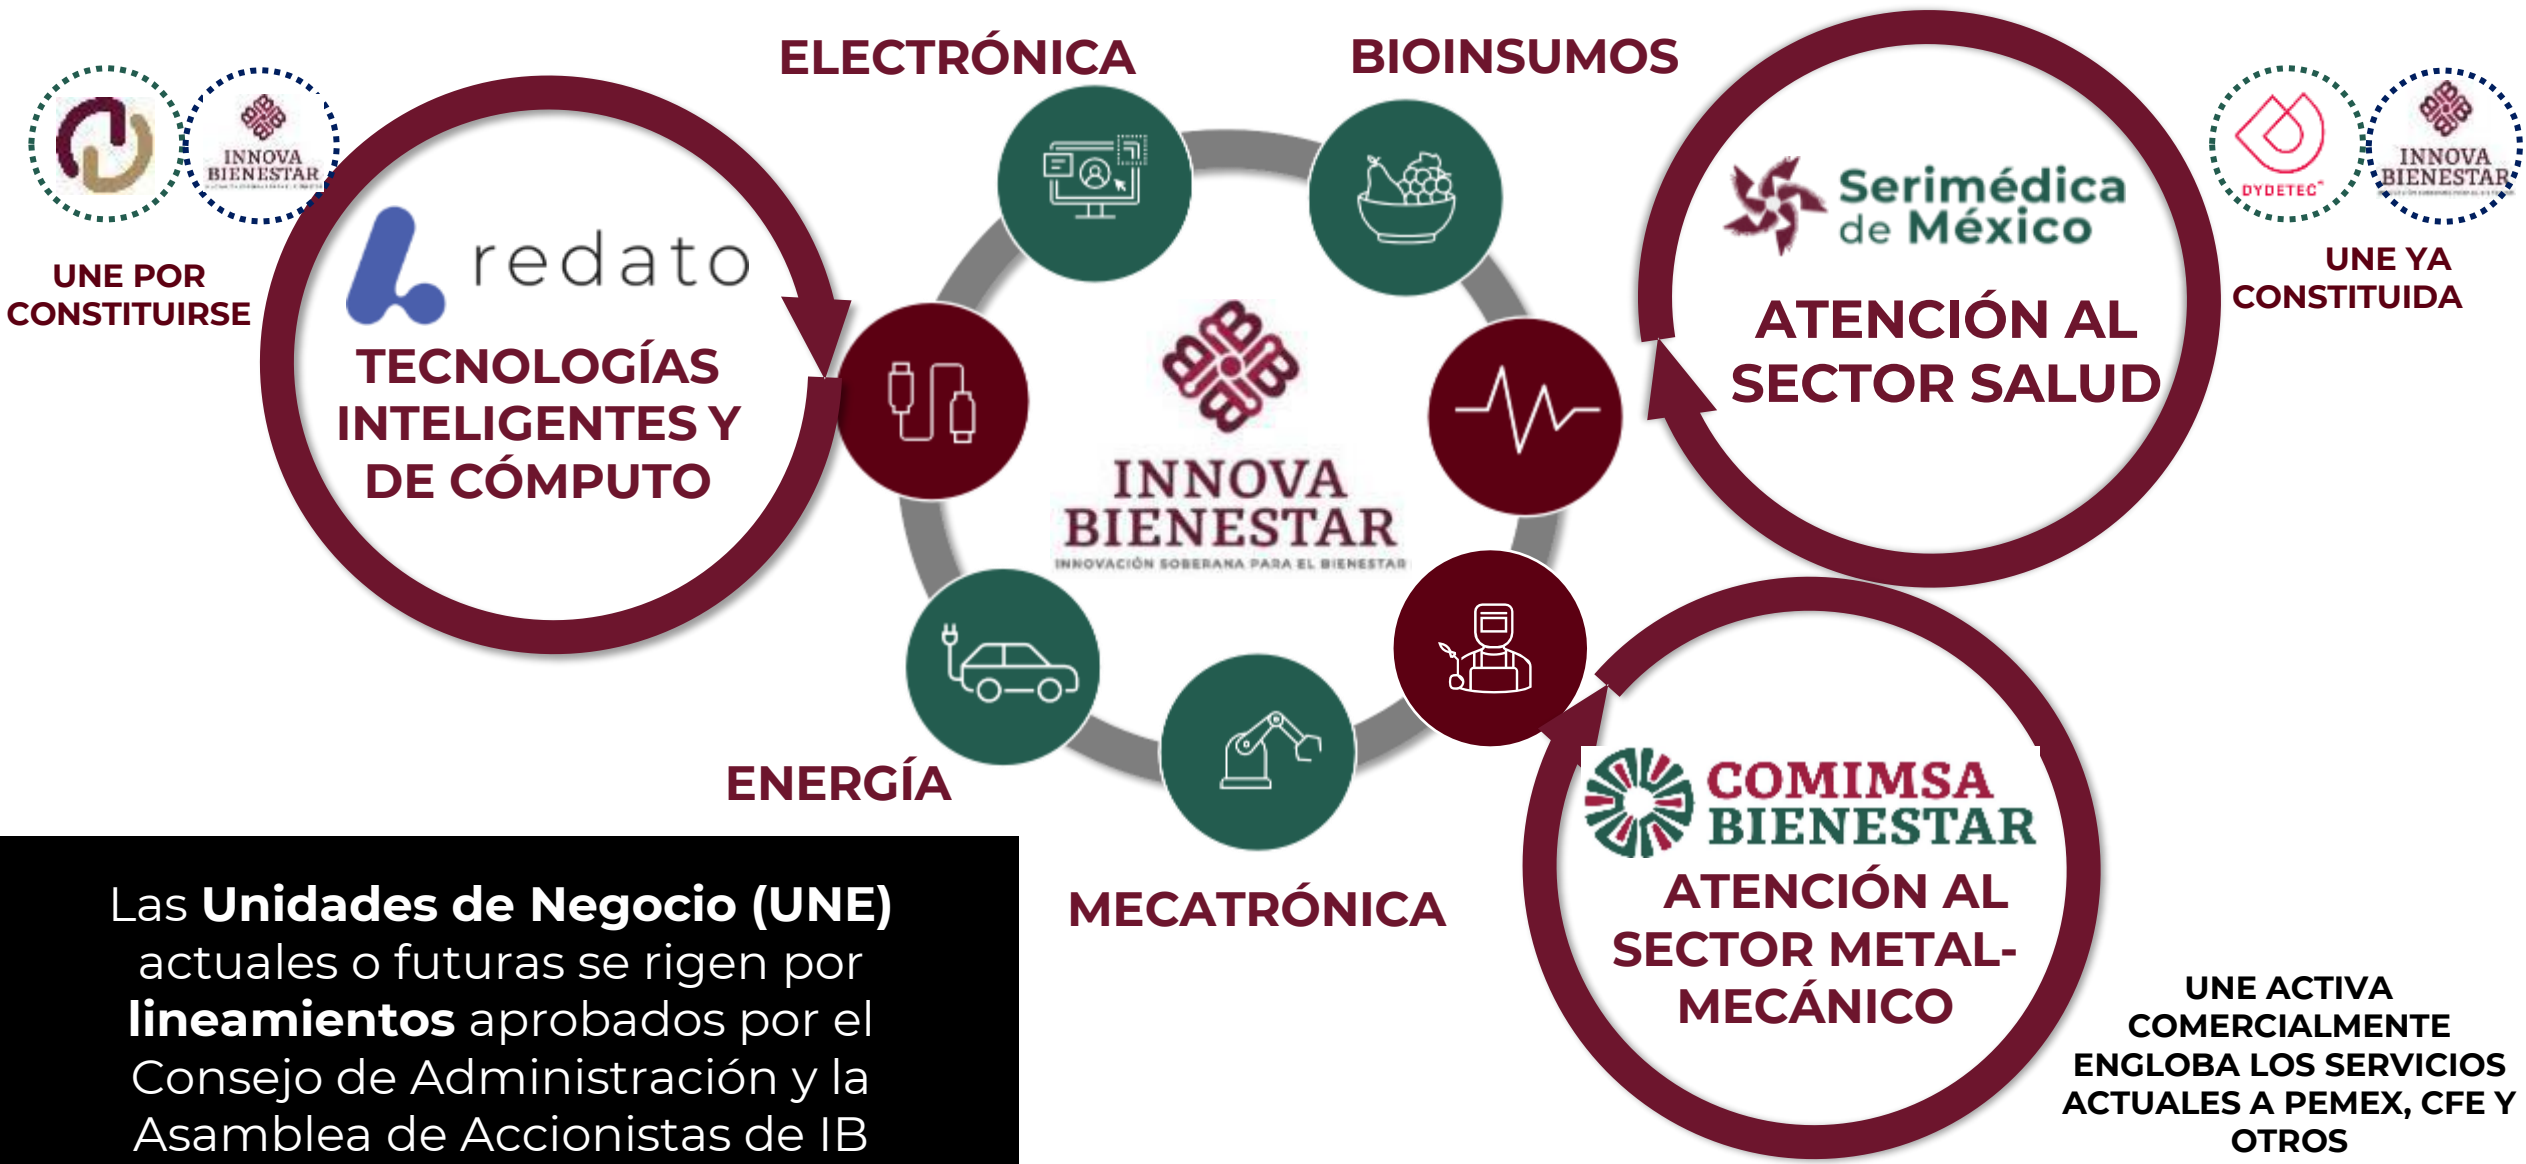 ELECTRÓNICA
BIOINSUMOS
INNOVA
BIENESTAR
UNE POR
CONSTITUIRSE
redato
TECNOLOGÍAS
INTELIGENTES Y
DE CÓMPUTO
INNOVA
BIENESTAR
INNOVACIÓN SOBERANA PARA EL BIENESTAR
Serimédica
de México
ATENCIÓN AL
SECTOR SALUD
DYDETEC
INNOVA
BIENESTAR
UNE YA
CONSTITUIDA
ENERGÍA
MECATRÓNICA
COMIMSA
BIENESTAR
ATENCIÓN AL
SECTOR METAL-
MECÁNICO
Las Unidades de Negocio (UNE)
actuales o futuras se rigen por
lineamientos aprobados por el
Consejo de Administración y la
Asamblea de Accionistas de IB
UNE ACTIVA
COMERCIALMENTE
ENGLOBA LOS SERVICIOS
ACTUALES A PEMEX, CFE Y
OTROS